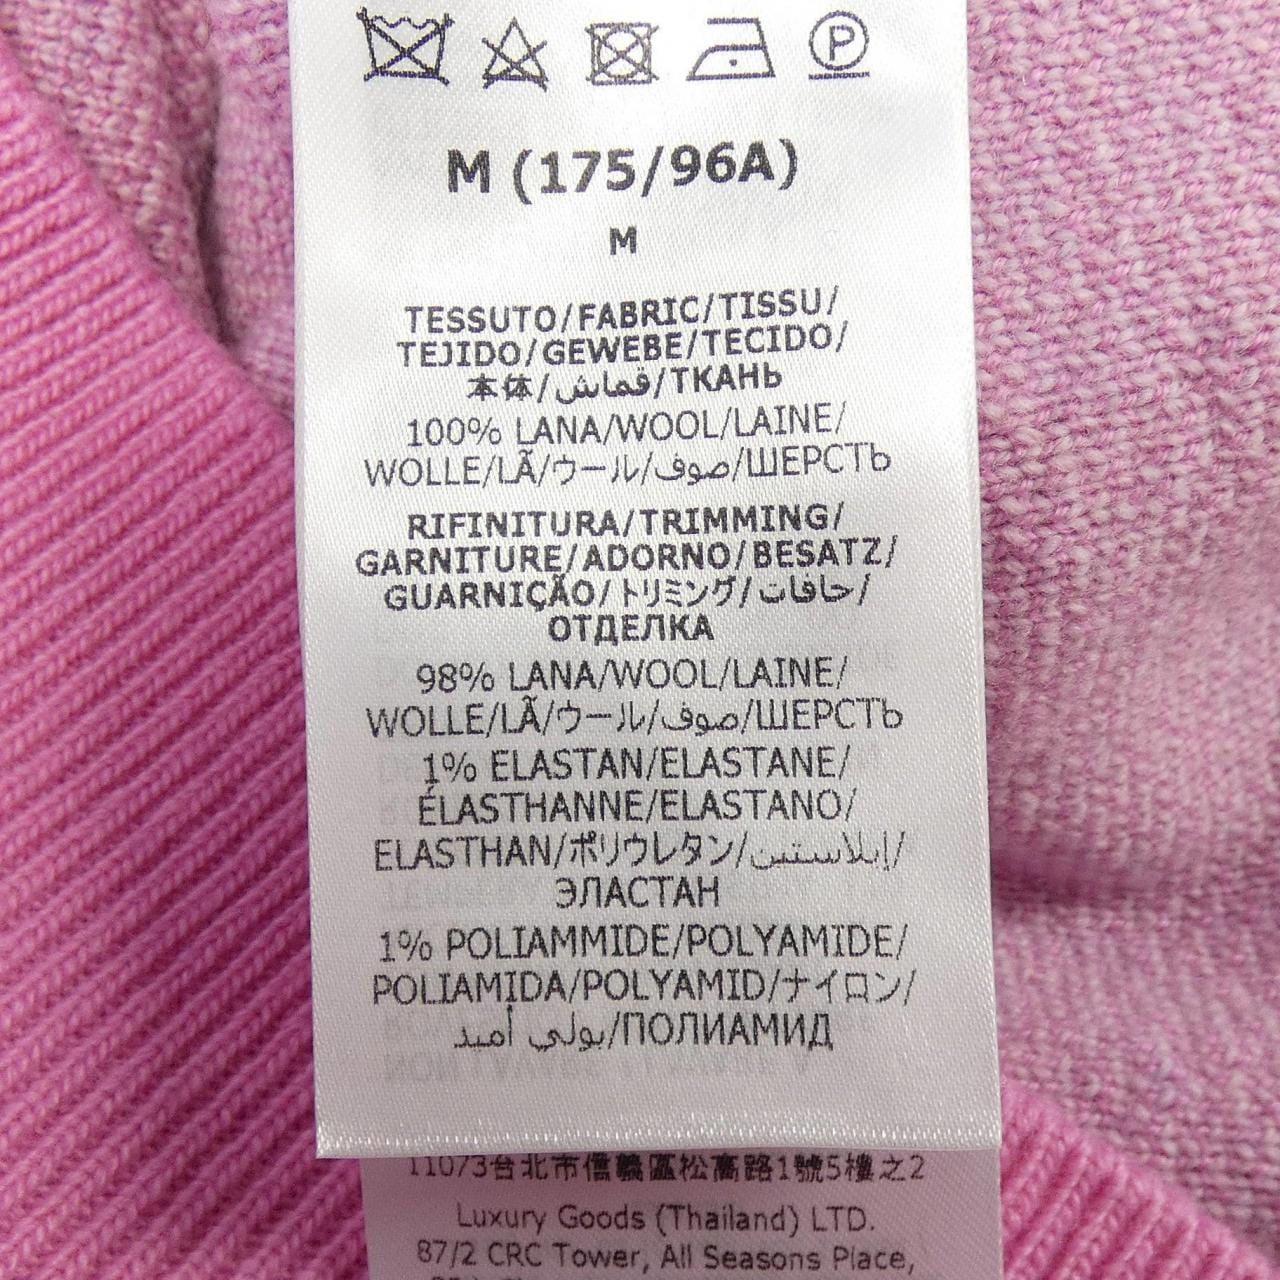 P
M (175/96A)
M
TESSUTO/FABRIC/TISSU/
TEJIDO/GEWEBE/TECIDO/
本体/قماش/ТКАНЬ
100% LANA/WOOL/LAINE/
WOLLE/LÃ/ウール/صوف/ШЕРСТЬ
RIFINITURA/TRIMMING/
GARNITURE/ADORNO/BESATZ/
GUARNIÇÃO/トリミング/حافات/
ОТДЕЛКА
98% LANA/WOOL/LAINE/
WOLLE/LÃ/ウール/صوف/ШЕРСТЬ
1% ELASTAN/ELASTANE/
ÉLASTHANNE/ELASTANO/
ELASTHAN/ポリウレタン/إيلاستين/
ЭЛАСТАН
1% POLIAMMIDE/POLYAMIDE/
POLIAMIDA/POLYAMID/ナイロン/
بولي أميد/ПОЛИАМИД
11073台北市信義區松高路1號5樓之2
Luxury Goods (Thailand) LTD.
87/2 CRC Tower, All Seasons Place,